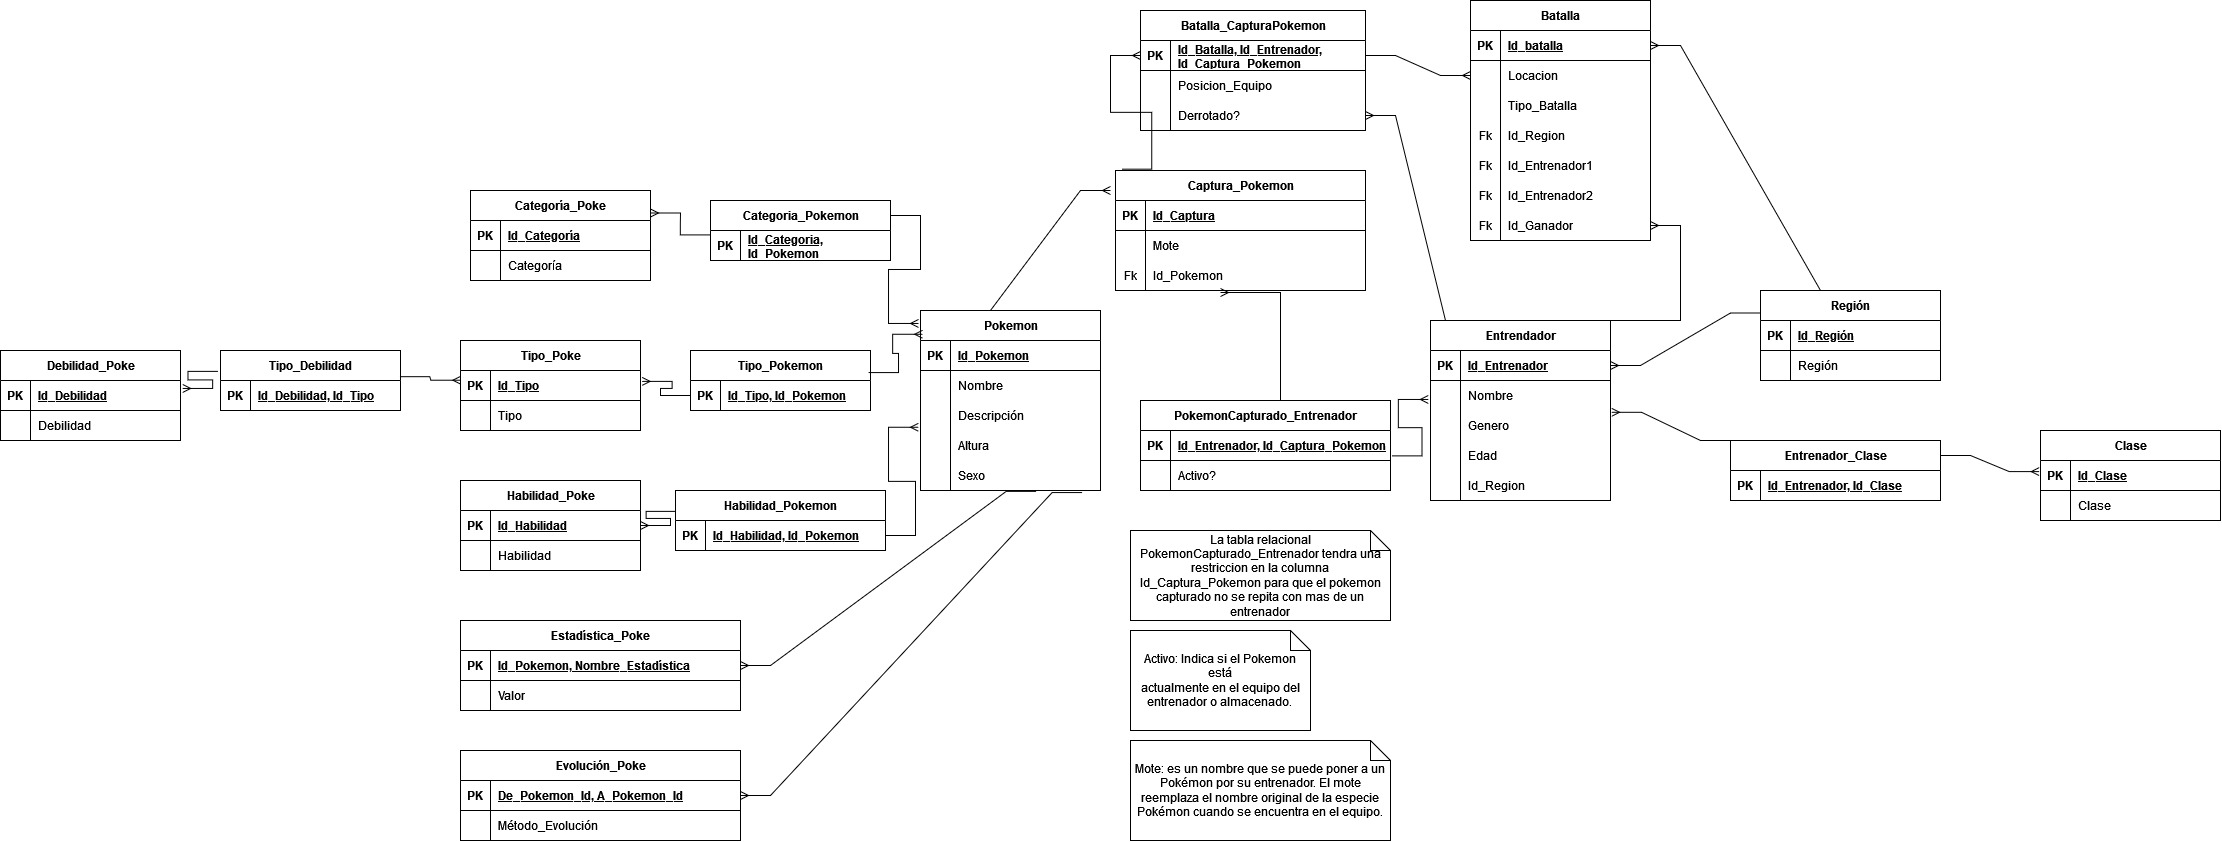 Batalla_CapturaPokemon
PK
Id_Batalla, Id_Entrenador,
Id_Captura_Pokemon
Posicion_Equipo
Derrotado?
Batalla
PK
Id_batalla
Locacion
Tipo_Batalla
Fk
Id_Region
Fk
Id_Entrenador1
Fk
Id_Entrenador2
Fk
Id_Ganador
Categoría_Poke
PK
Id_Categoría
Categoría
Categoria_Pokemon
PK
Id_Categoria,
Id_Pokemon
Captura_Pokemon
PK
Id_Captura
Mote
Fk
Id_Pokemon
Debilidad_Poke
PK
Id_Debilidad
Debilidad
Tipo_Debilidad
PK
Id_Debilidad, Id_Tipo
Tipo_Poke
PK
Id_Tipo
Tipo
Tipo_Pokemon
PK
Id_Tipo, Id_Pokemon
Pokemon
PK
Id_Pokemon
Nombre
Descripción
Altura
Sexo
Entrendador
PK
Id_Entrenador
Nombre
Genero
Edad
Id_Region
Región
PK
Id_Región
Región
PokemonCapturado_Entrenador
PK
Id_Entrenador, Id_Captura_Pokemon
Activo?
Entrenador_Clase
PK
Id_Entrenador, Id_Clase
Clase
PK
Id_Clase
Clase
Habilidad_Poke
PK
Id_Habilidad
Habilidad
Habilidad_Pokemon
PK
Id_Habilidad, Id_Pokemon
La tabla relacional
PokemonCapturado_Entrenador tendra una
restriccion en la columna
Id_Captura_Pokemon para que el pokemon
capturado no se repita con mas de un
entrenador
Estadística_Poke
PK
Id_Pokemon, Nombre_Estadística
Valor
Activo: Indica si el Pokemon
está
actualmente en el equipo del
entrenador o almacenado.
Evolución_Poke
PK
De_Pokemon_Id, A_Pokemon_Id
Método_Evolución
Mote: es un nombre que se puede poner a un
Pokémon por su entrenador. El mote
reemplaza el nombre original de la especie
Pokémon cuando se encuentra en el equipo.